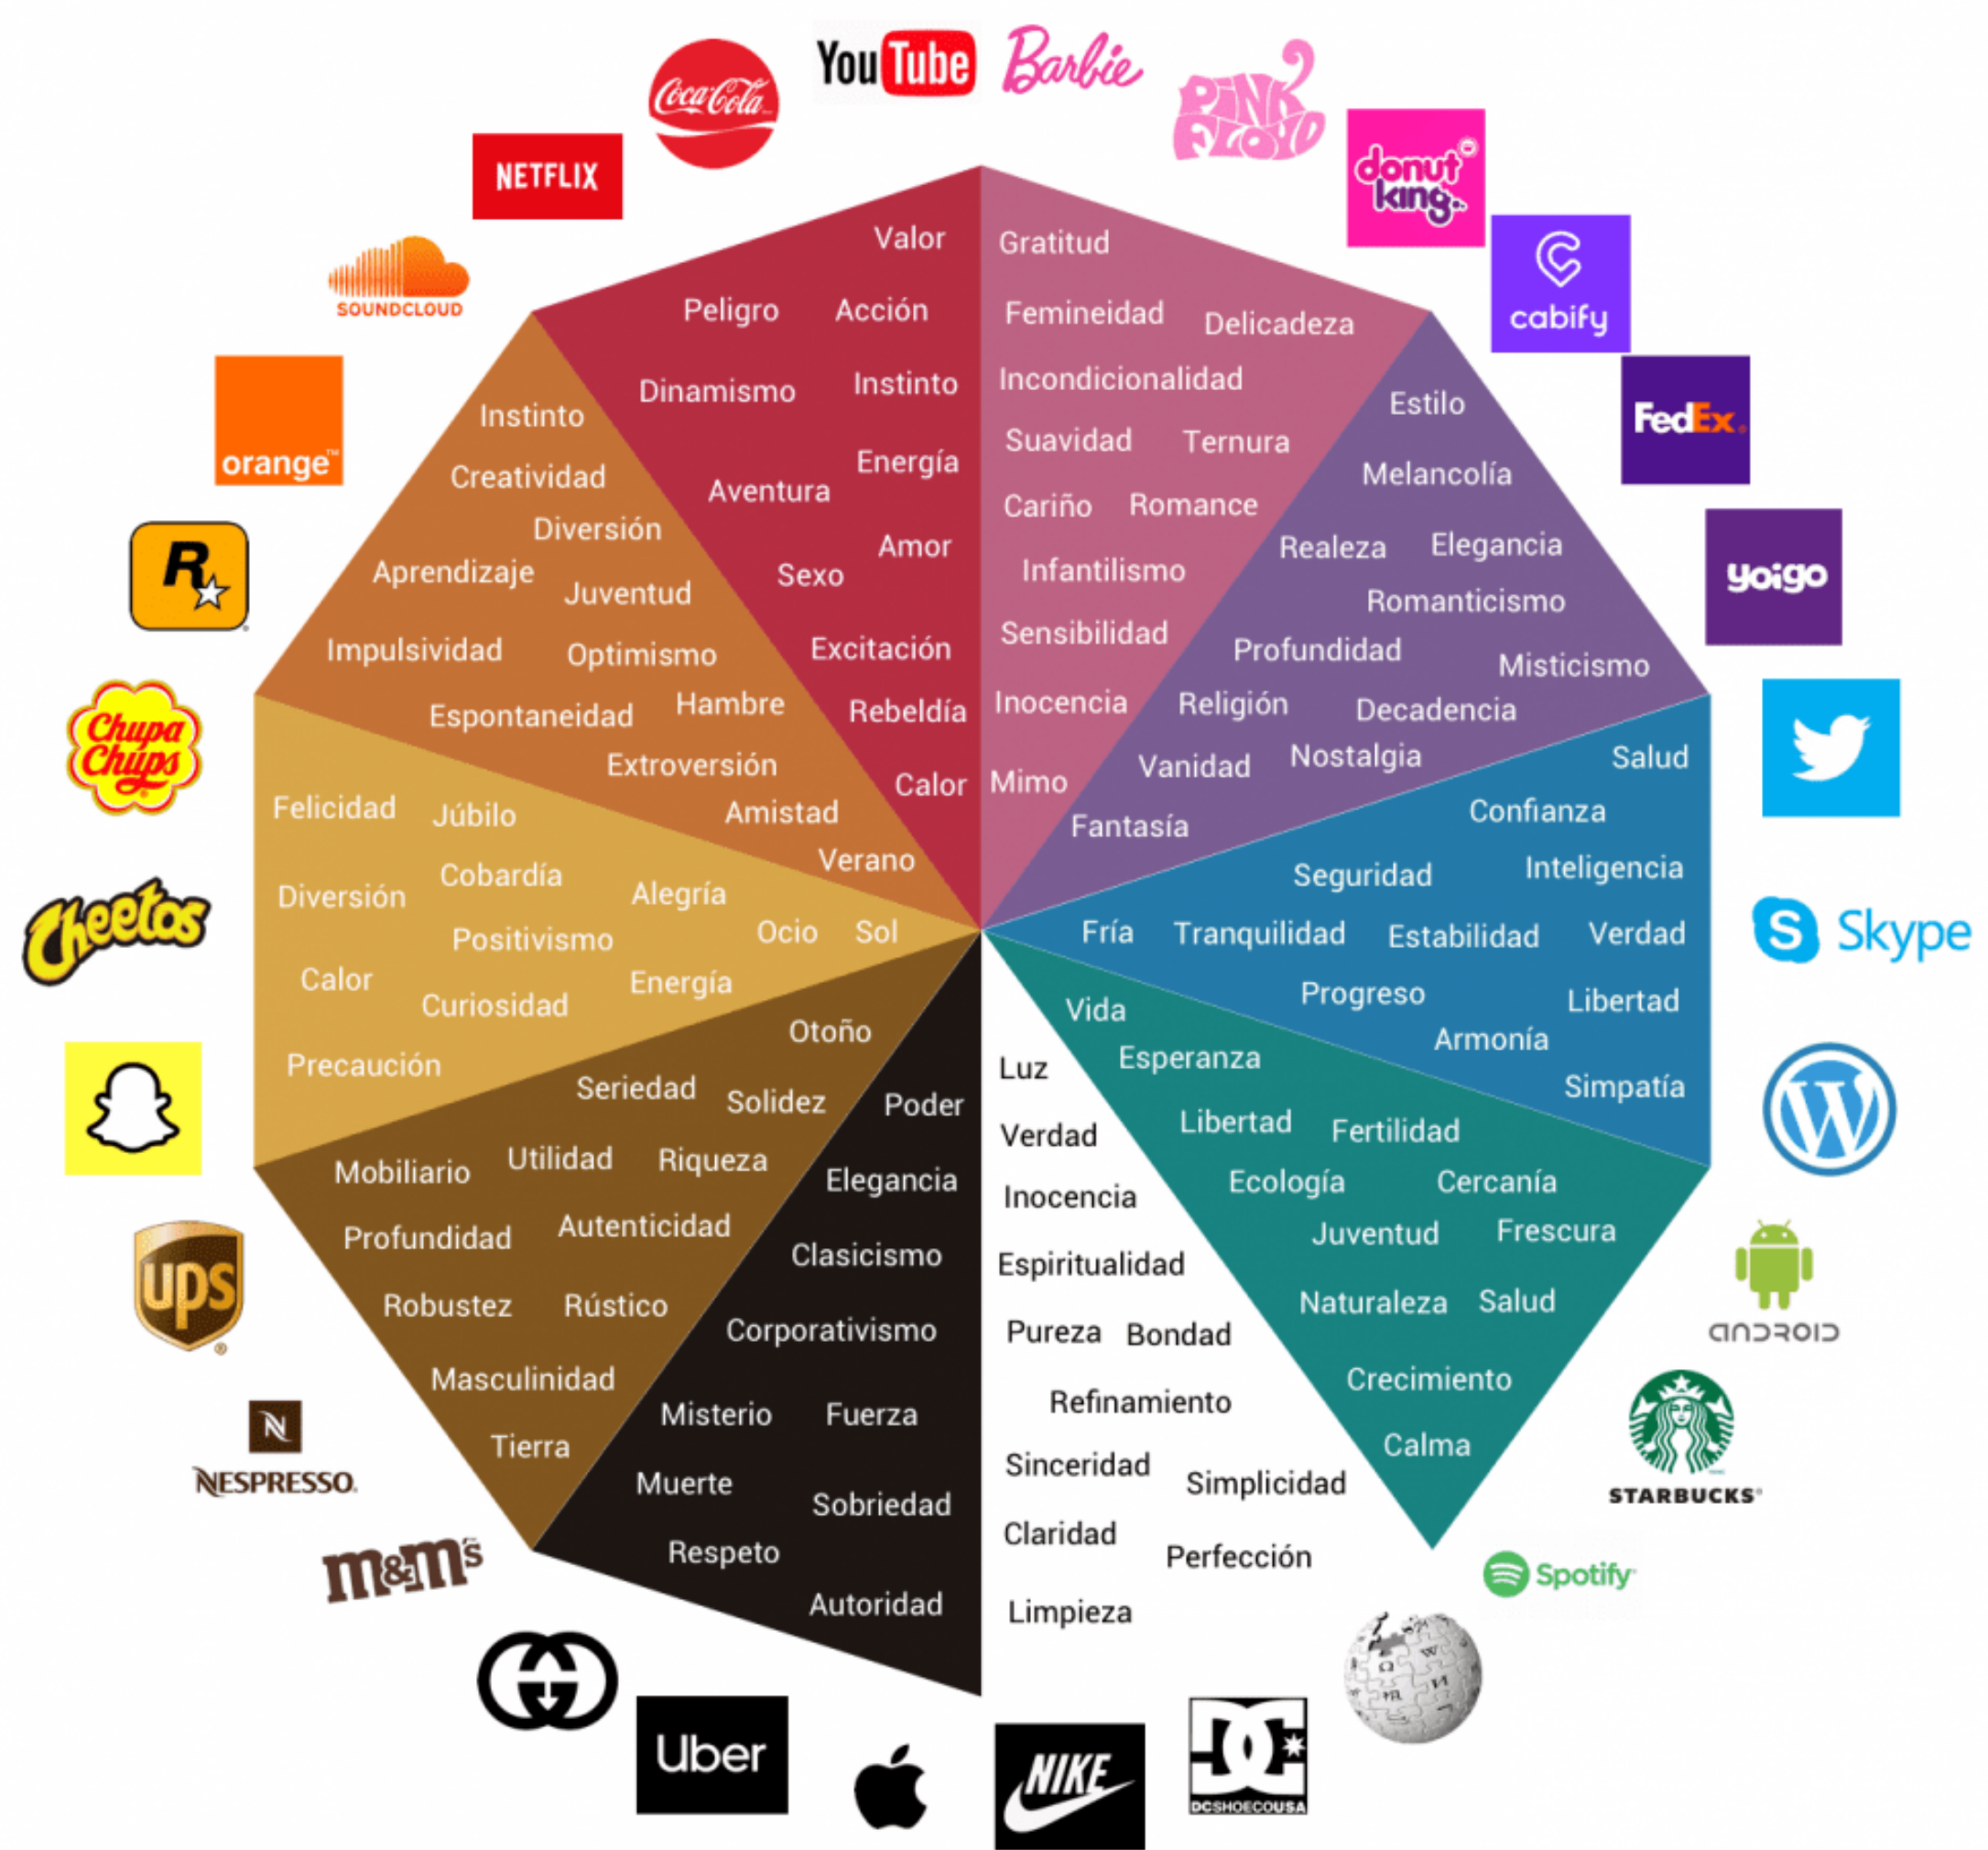 YouTube
Barbie
PINK
FLOYD
donut
king.
cabify
FedEx
yoigo
Skype
ANDROID
STARBUCKS
Spotify
DC
DCSHOECOUSA
NIKE
Uber
m&m's
NESPRESSO.
ups
Cheetos
Chupa
Chups
R
orange™
SOUNDCLOUD
NETFLIX
Coca-Cola
Valor
Peligro Acción
Dinamismo Instinto
Energía
Aventura
Amor
Sexo
Excitación
Rebeldía
Calor
Gratitud
Femineidad Delicadeza
Incondicionalidad
Suavidad Ternura
Cariño Romance
Infantilismo
Sensibilidad
Inocencia
Mimo
Estilo
Melancolía
Realeza Elegancia
Romanticismo
Profundidad Misticismo
Religión Decadencia
Vanidad Nostalgia
Fantasía
Salud
Confianza
Seguridad Inteligencia
Fría Tranquilidad Estabilidad Verdad
Progreso Libertad
Armonía
Simpatía
Vida
Esperanza
Libertad Fertilidad
Ecología Cercanía
Juventud Frescura
Naturaleza Salud
Crecimiento
Calma
Luz
Verdad
Inocencia
Espiritualidad
Pureza Bondad
Refinamiento
Sinceridad Simplicidad
Claridad Perfección
Limpieza
Poder
Elegancia
Clasicismo
Corporativismo
Misterio Fuerza
Muerte Sobriedad
Respeto
Autoridad
Otoño
Seriedad Solidez
Mobiliario Utilidad Riqueza
Profundidad Autenticidad
Robustez Rústico
Masculinidad
Tierra
Felicidad Júbilo
Cobardía
Diversión Alegría
Positivismo Ocio Sol
Calor Energía
Curiosidad
Precaución
Instinto
Creatividad
Diversión
Aprendizaje Juventud
Impulsividad Optimismo
Espontaneidad Hambre
Extroversión
Amistad
Verano